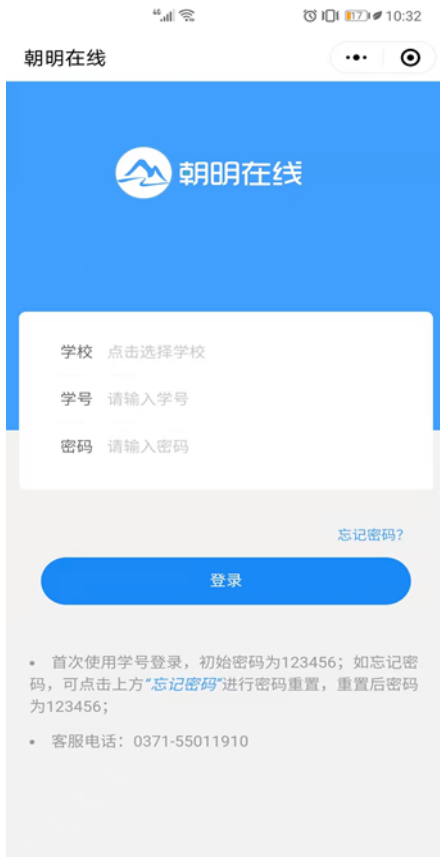 46 17 10:32
朝明在线
朝明在线
学校 点击选择学校
学号 请输入学号
密码 请输入密码
忘记密码?
登录
• 首次使用学号登录，初始密码为123456；如忘记密
码，可点击上方“忘记密码”进行密码重置，重置后密码
为123456；
• 客服电话：0371-55011910